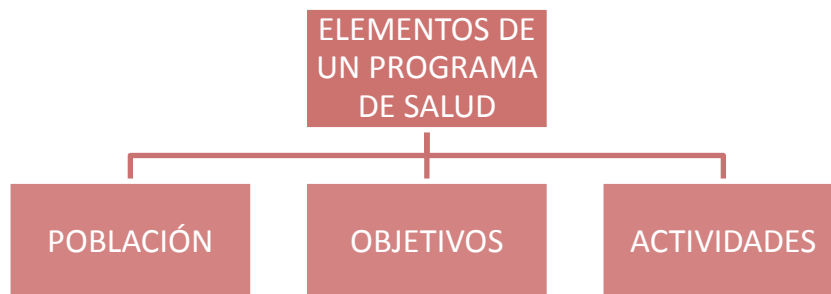 ELEMENTOS DE
UN PROGRAMA
DE SALUD
POBLACIÓN
OBJETIVOS
ACTIVIDADES